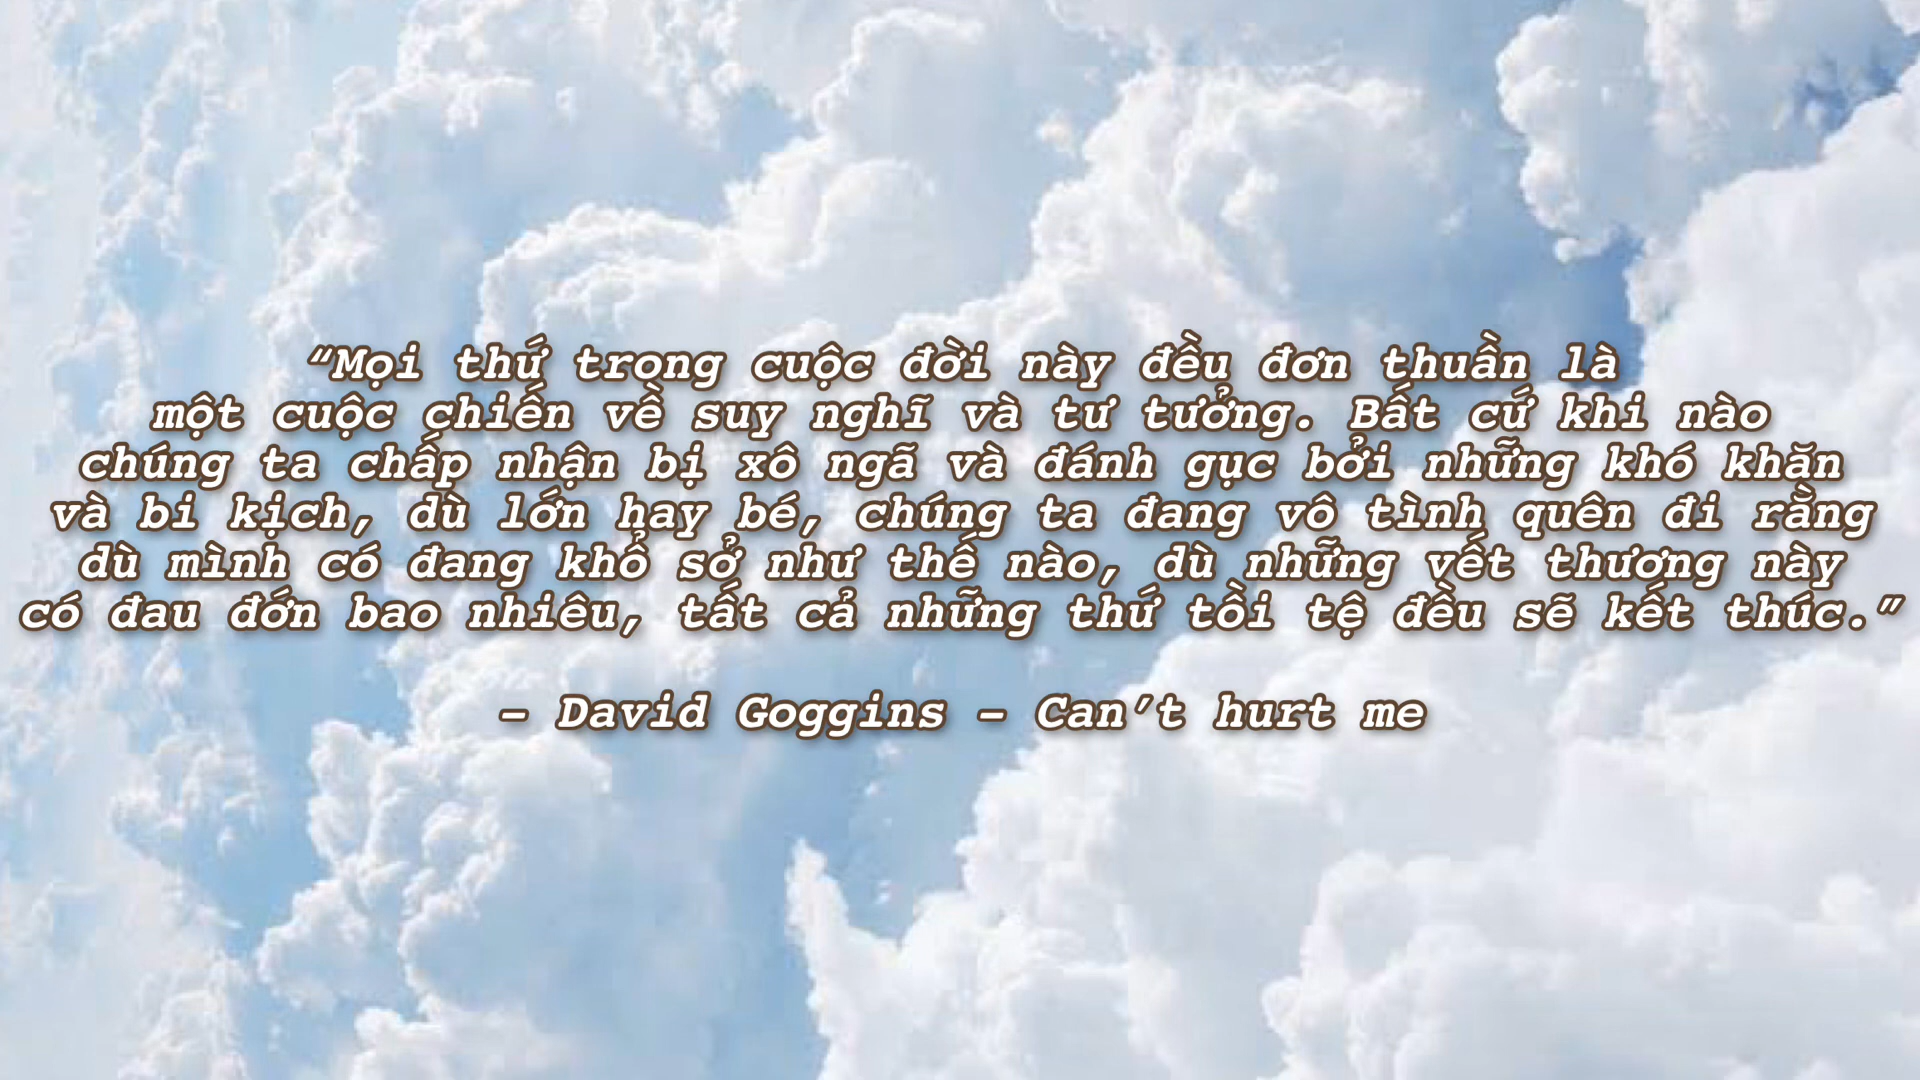 “Mọi thứ trong cuộc đời này đều đơn thuần là
một cuộc chiến về suy nghĩ và tư tưởng. Bất cứ khi nào
chúng ta chấp nhận bị xô ngã và đánh gục bởi những khó khăn
và bi kịch, dù lớn hay bé, chúng ta đang vô tình quên đi rằng
dù mình có đang khổ sở như thế nào, dù những vết thương này
có đau đớn bao nhiêu, tất cả những thứ tồi tệ đều sẽ kết thúc.”
– David Goggins – Can’t hurt me